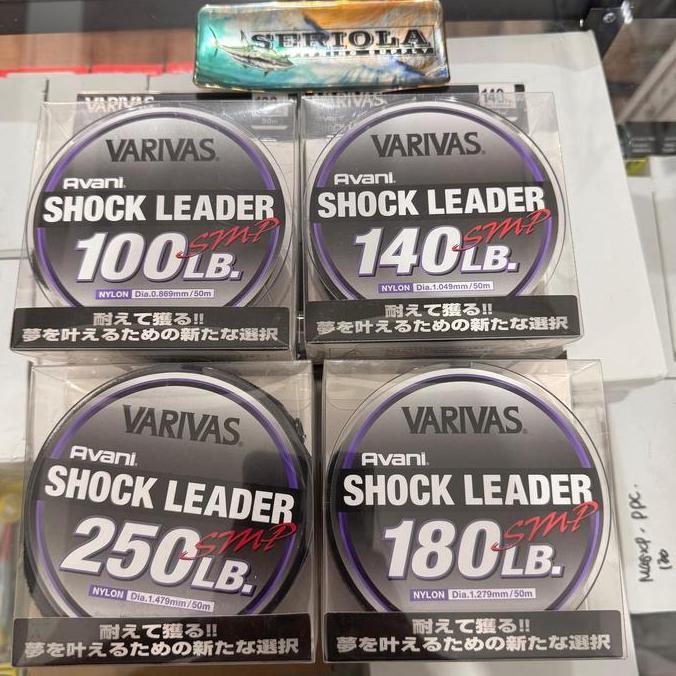 SERIOLA
VARIVAS
VARIVAS
140
VARIVAS®
Avani®
SHOCK LEADER
SMP
100LB.
NYLON Dia.0.869mm/50m
耐えて獲る!!
夢を叶えるための新たな選択
VARIVAS®
Avani®
SHOCK LEADER
SMP
140LB.
NYLON Dia.1.049mm/50m
耐えて獲る!!
夢を叶えるための新たな選択
VARIVAS®
Avani®
SHOCK LEADER
SMP
250LB.
NYLON Dia.1.479mm/50m
耐えて獲る!!
夢を叶えるための新たな選択
VARIVAS®
Avani®
SHOCK LEADER
SMP
180LB.
NYLON Dia.1.279mm/50m
耐えて獲る!!
夢を叶えるための新たな選択